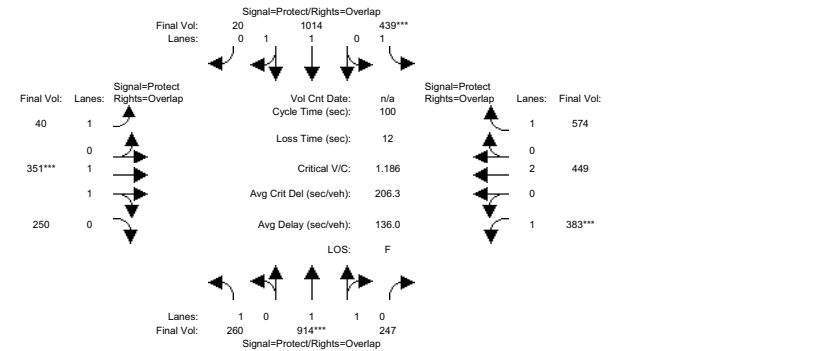 Signal=Protect/Rights=Overlap
Final Vol: 20 1014 439***
Lanes: 0 1 1 0 1
Signal=Protect
Final Vol: Lanes: Rights=Overlap
Vol Cnt Date: n/a
Signal=Protect
Rights=Overlap Lanes: Final Vol:
Cycle Time (sec): 100
40 1
1 574
Loss Time (sec): 12
0
0
351*** 1
Critical V/C: 1.186
2 449
1
Avg Crit Del (sec/veh): 206.3
0
250 0
Avg Delay (sec/veh): 136.0
1 383***
LOS: F
Lanes: 1 0 1 1 0
Final Vol: 260 914*** 247
Signal=Protect/Rights=Overlap